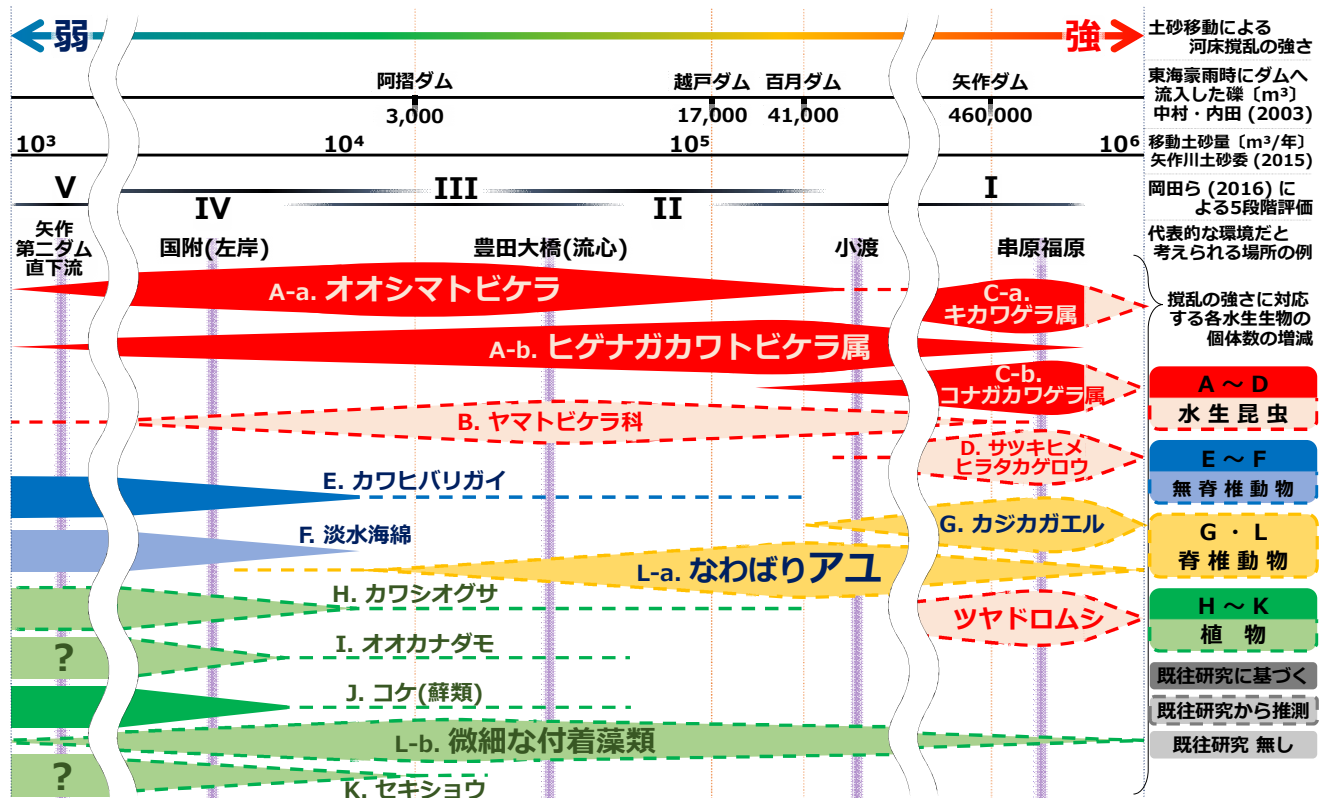 弱
強
土砂移動による
河床撹乱の強さ
阿摺ダム
越戸ダム
百月ダム
矢作ダム
3,000
17,000
41,000
460,000
東海豪雨時にダムへ
流入した礫〔m³〕
中村・内田 (2003)
10³
10⁴
10⁵
10⁶
移動土砂量〔m³/年〕
矢作川土砂委 (2015)
V
IV
III
II
I
岡田ら (2016) に
よる5段階評価
矢作
第二ダム
直下流
国附(左岸)
豊田大橋(流心)
小渡
串原福原
代表的な環境だと
考えられる場所の例
A-a. オオシマトビケラ
C-a.
キカワゲラ属
撹乱の強さに対応
する各水生生物の
個体数の増減
A-b. ヒゲナガカワトビケラ属
C-b.
コナガカワゲラ属
B. ヤマトビケラ科
D. サツキヒメ
ヒラタカゲロウ
E. カワヒバリガイ
F. 淡水海綿
G. カジカガエル
L-a. なわばりアユ
H. カワシオグサ
ツヤドロムシ
?
I. オオカナダモ
J. コケ(蘚類)
L-b. 微細な付着藻類
?
K. セキショウ
A ～ D
水生昆虫
E ～ F
無脊椎動物
G ・ L
脊椎動物
H ～ K
植 物
既往研究に基づく
既往研究から推測
既往研究 無し